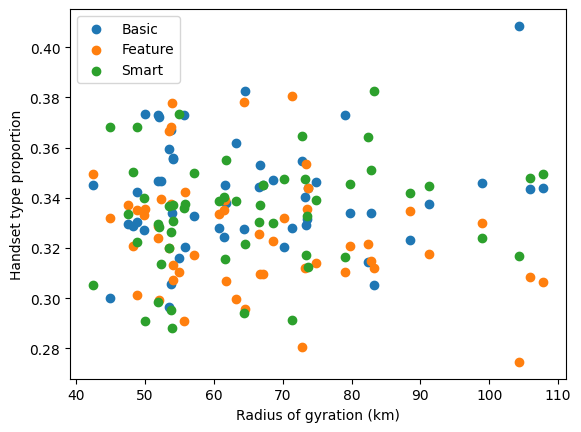 Basic
Feature
Smart
0.40
0.38
0.36
0.34
0.32
0.30
0.28
Handset type proportion
40 50 60 70 80 90 100 110
Radius of gyration (km)